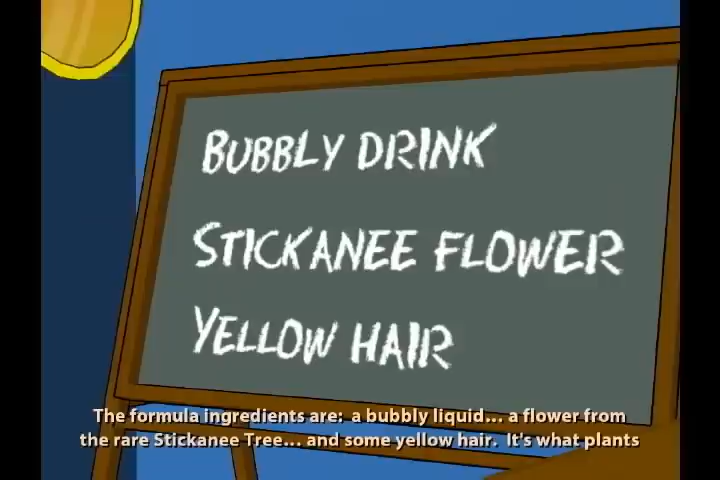 BUBBLY DRINK
STICKANEE FLOWER
YELLOW HAIR
The formula ingredients are:  a bubbly liquid... a flower from
the rare Stickanee Tree... and some yellow hair.  It's what plants